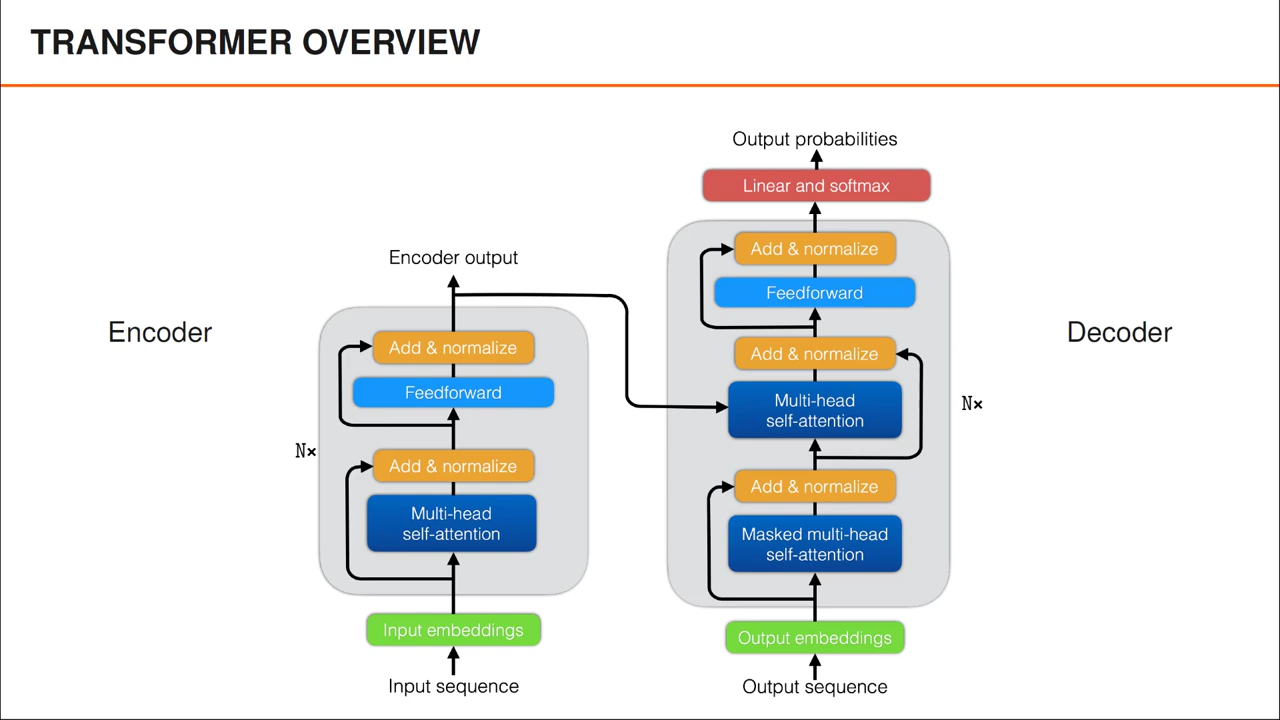 TRANSFORMER OVERVIEW
Output probabilities
Linear and softmax
Add & normalize
Feedforward
Add & normalize
Multi-head
self-attention
Add & normalize
Masked multi-head
self-attention
Output embeddings
Output sequence
Decoder
N×
Encoder output
Encoder
Add & normalize
Feedforward
N×
Add & normalize
Multi-head
self-attention
Input embeddings
Input sequence